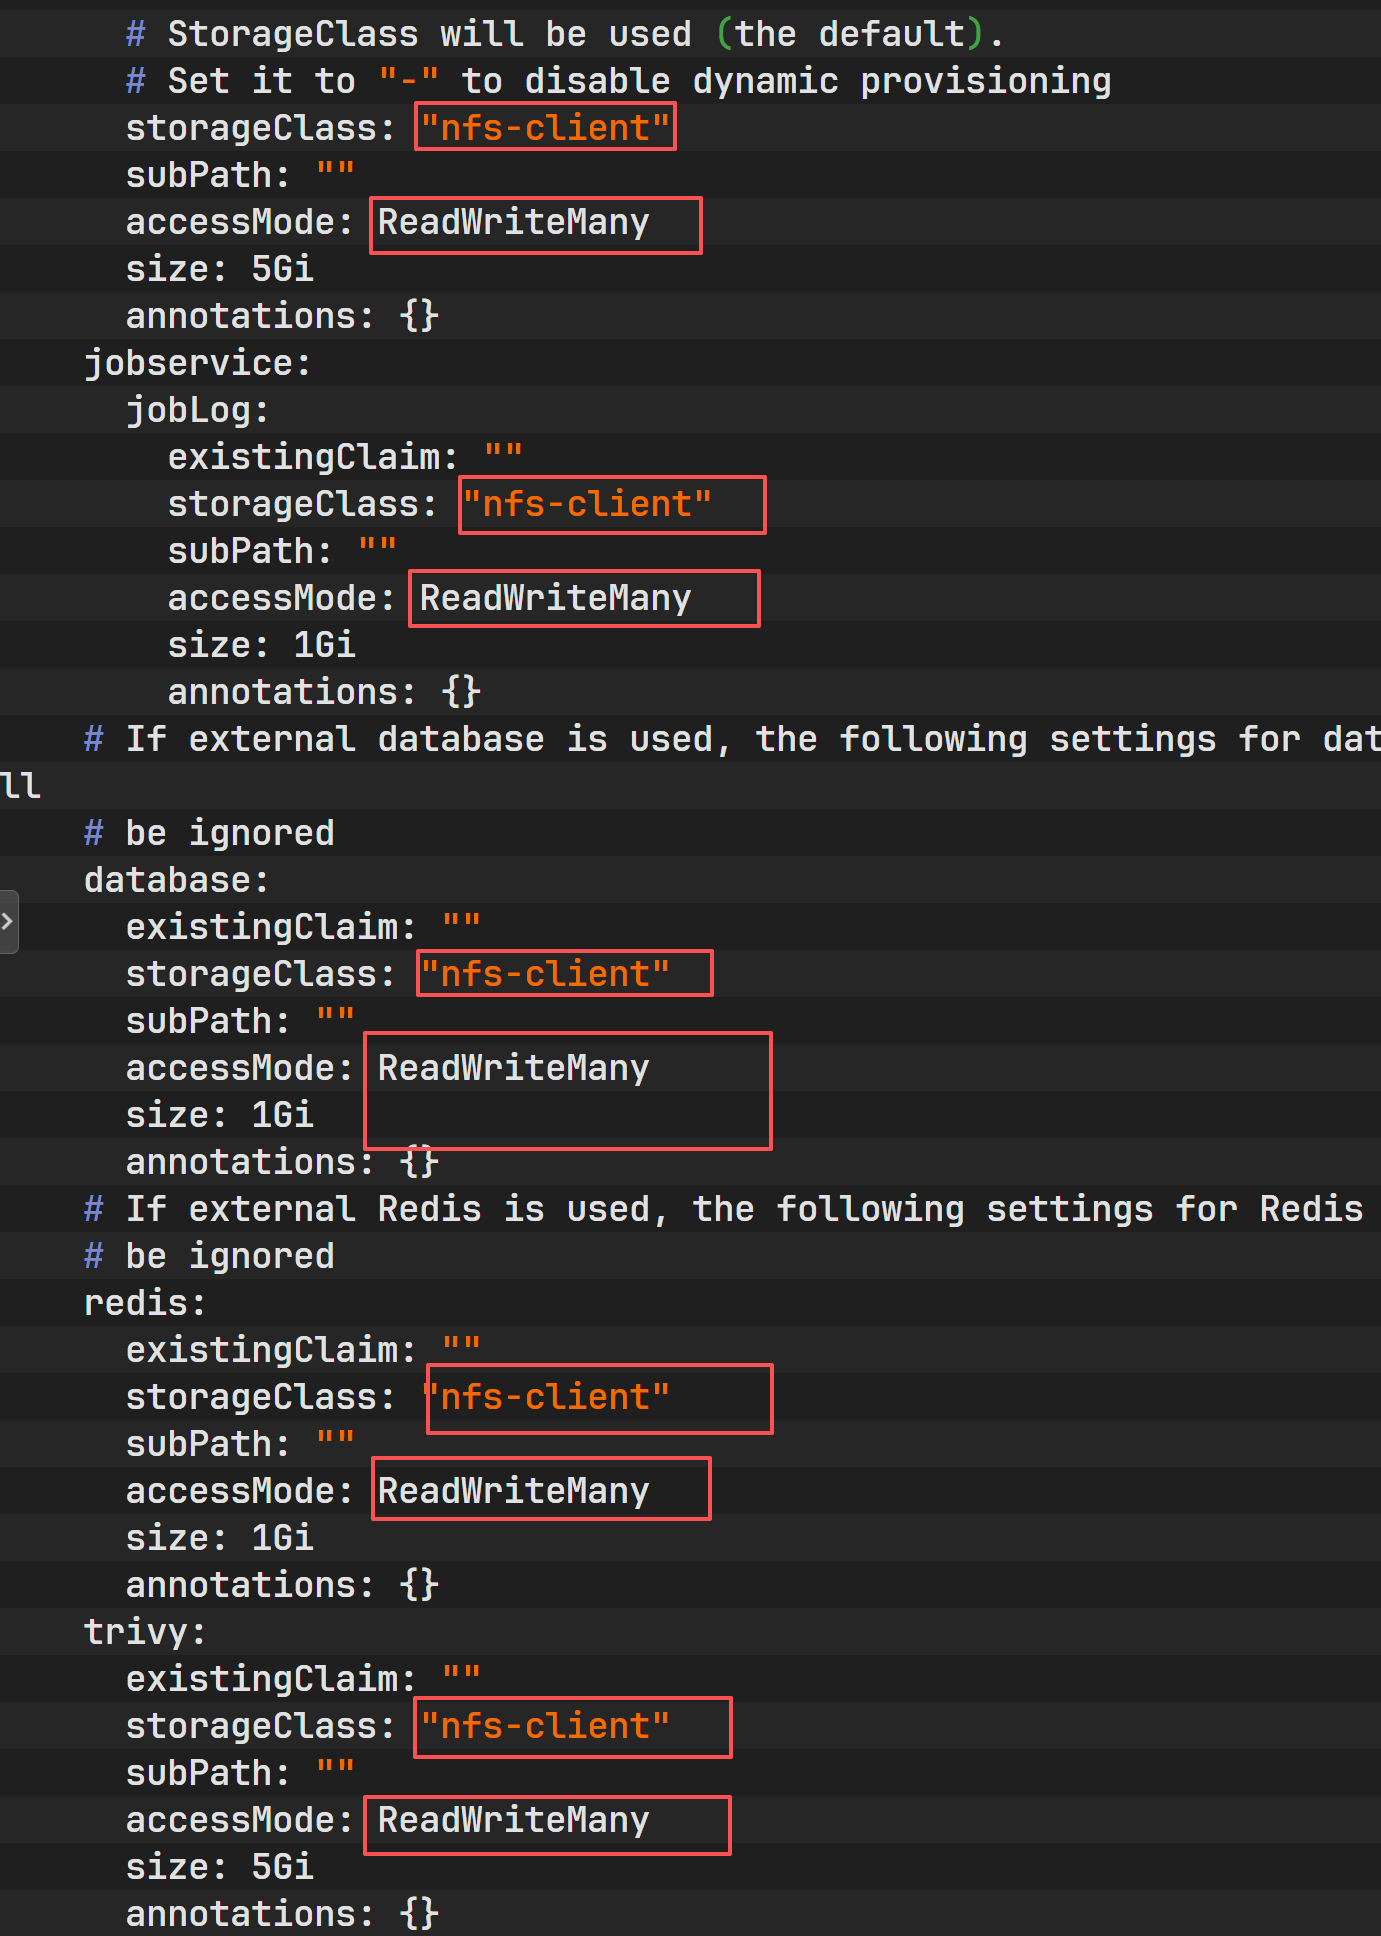 # StorageClass will be used (the default).
# Set it to "-" to disable dynamic provisioning
storageClass: "nfs-client"
subPath: ""
accessMode: ReadWriteMany
size: 5Gi
annotations: {}
jobservice:
jobLog:
existingClaim: ""
storageClass: "nfs-client"
subPath: ""
accessMode: ReadWriteMany
size: 1Gi
annotations: {}
# If external database is used, the following settings for dat
ll
# be ignored
database:
existingClaim: ""
storageClass: "nfs-client"
subPath: ""
accessMode: ReadWriteMany
size: 1Gi
annotations: {}
# If external Redis is used, the following settings for Redis
# be ignored
redis:
existingClaim: ""
storageClass: "nfs-client"
subPath: ""
accessMode: ReadWriteMany
size: 1Gi
annotations: {}
trivy:
existingClaim: ""
storageClass: "nfs-client"
subPath: ""
accessMode: ReadWriteMany
size: 5Gi
annotations: {}